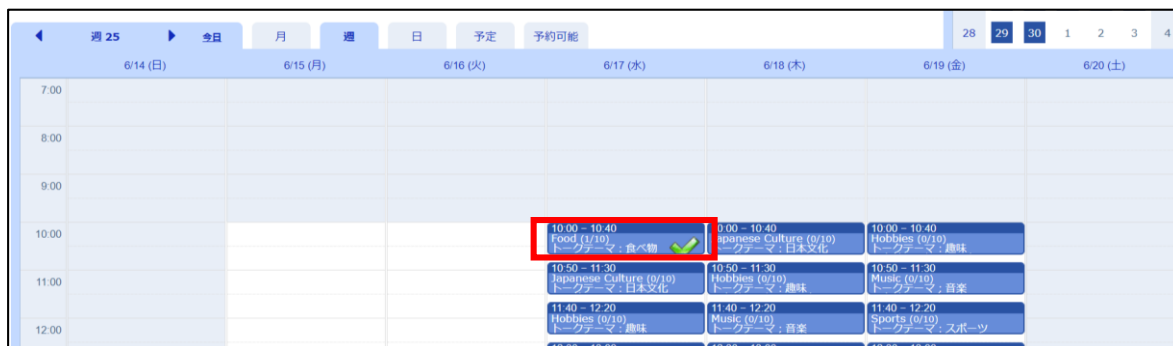 週 25 今日 月 週 日 予定 予約可能 28 29 30 1 2 3 4
6/14 (日) 6/15 (月) 6/16 (火) 6/17 (水) 6/18 (木) 6/19 (金) 6/20 (土)
7:00
8:00
9:00
10:00
10:00 – 10:40
Food (1/10)
トークテーマ : 食べ物
10:00 – 10:40
Japanese Culture (0/10)
トークテーマ : 日本文化
10:00 – 10:40
Hobbies (0/10)
トークテーマ : 趣味
11:00
10:50 – 11:30
Japanese Culture (0/10)
トークテーマ : 日本文化
10:50 – 11:30
Hobbies (0/10)
トークテーマ : 趣味
10:50 – 11:30
Music (0/10)
トークテーマ ; 音楽
12:00
11:40 – 12:20
Hobbies (0/10)
トークテーマ : 趣味
11:40 – 12:20
Music (0/10)
トークテーマ : 音楽
11:40 – 12:20
Sports (0/10)
トークテーマ : スポーツ